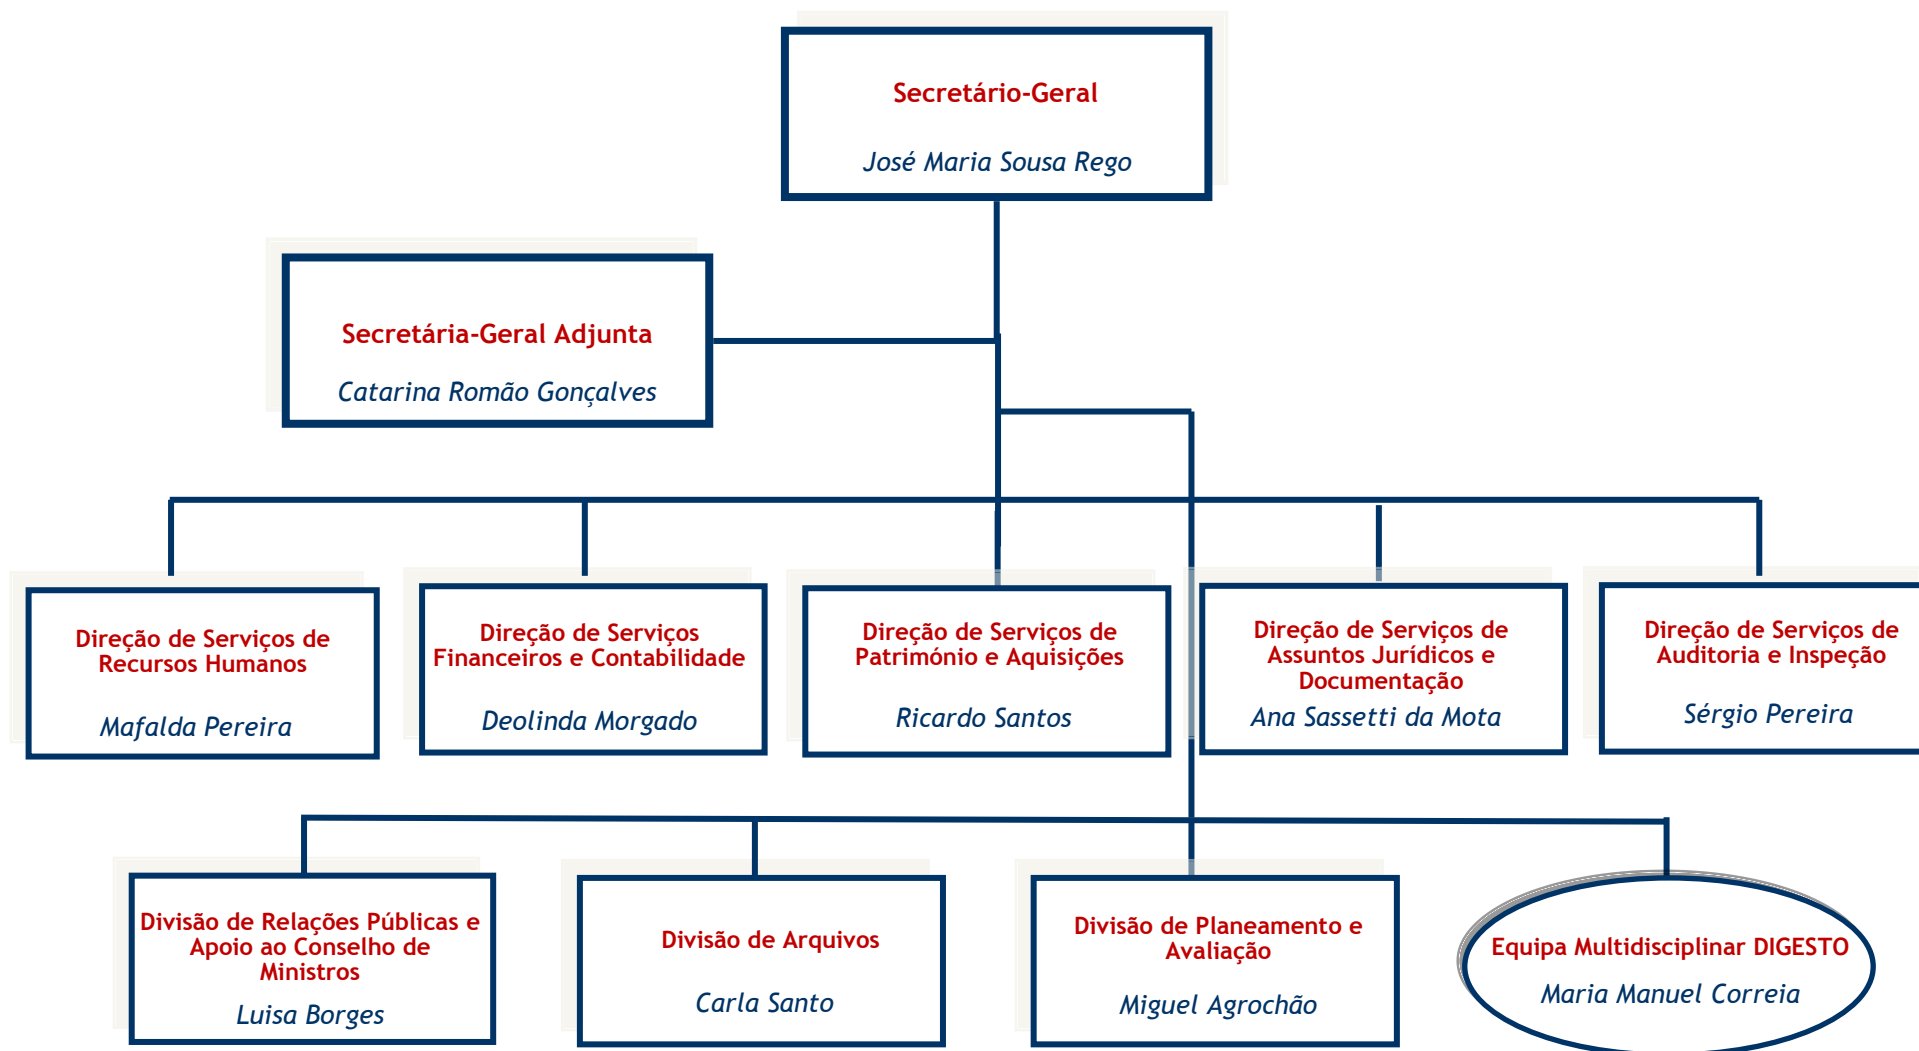 Secretário-Geral
José Maria Sousa Rego
Secretária-Geral Adjunta
Catarina Romão Gonçalves
Direção de Serviços de
Recursos Humanos
Mafalda Pereira
Direção de Serviços
Financeiros e Contabilidade
Deolinda Morgado
Direção de Serviços de
Património e Aquisições
Ricardo Santos
Direção de Serviços de
Assuntos Jurídicos e
Documentação
Ana Sassetti da Mota
Direção de Serviços de
Auditoria e Inspeção
Sérgio Pereira
Divisão de Relações Públicas e
Apoio ao Conselho de
Ministros
Luisa Borges
Divisão de Arquivos
Carla Santo
Divisão de Planeamento e
Avaliação
Miguel Agrochão
Equipa Multidisciplinar DIGESTO
Maria Manuel Correia